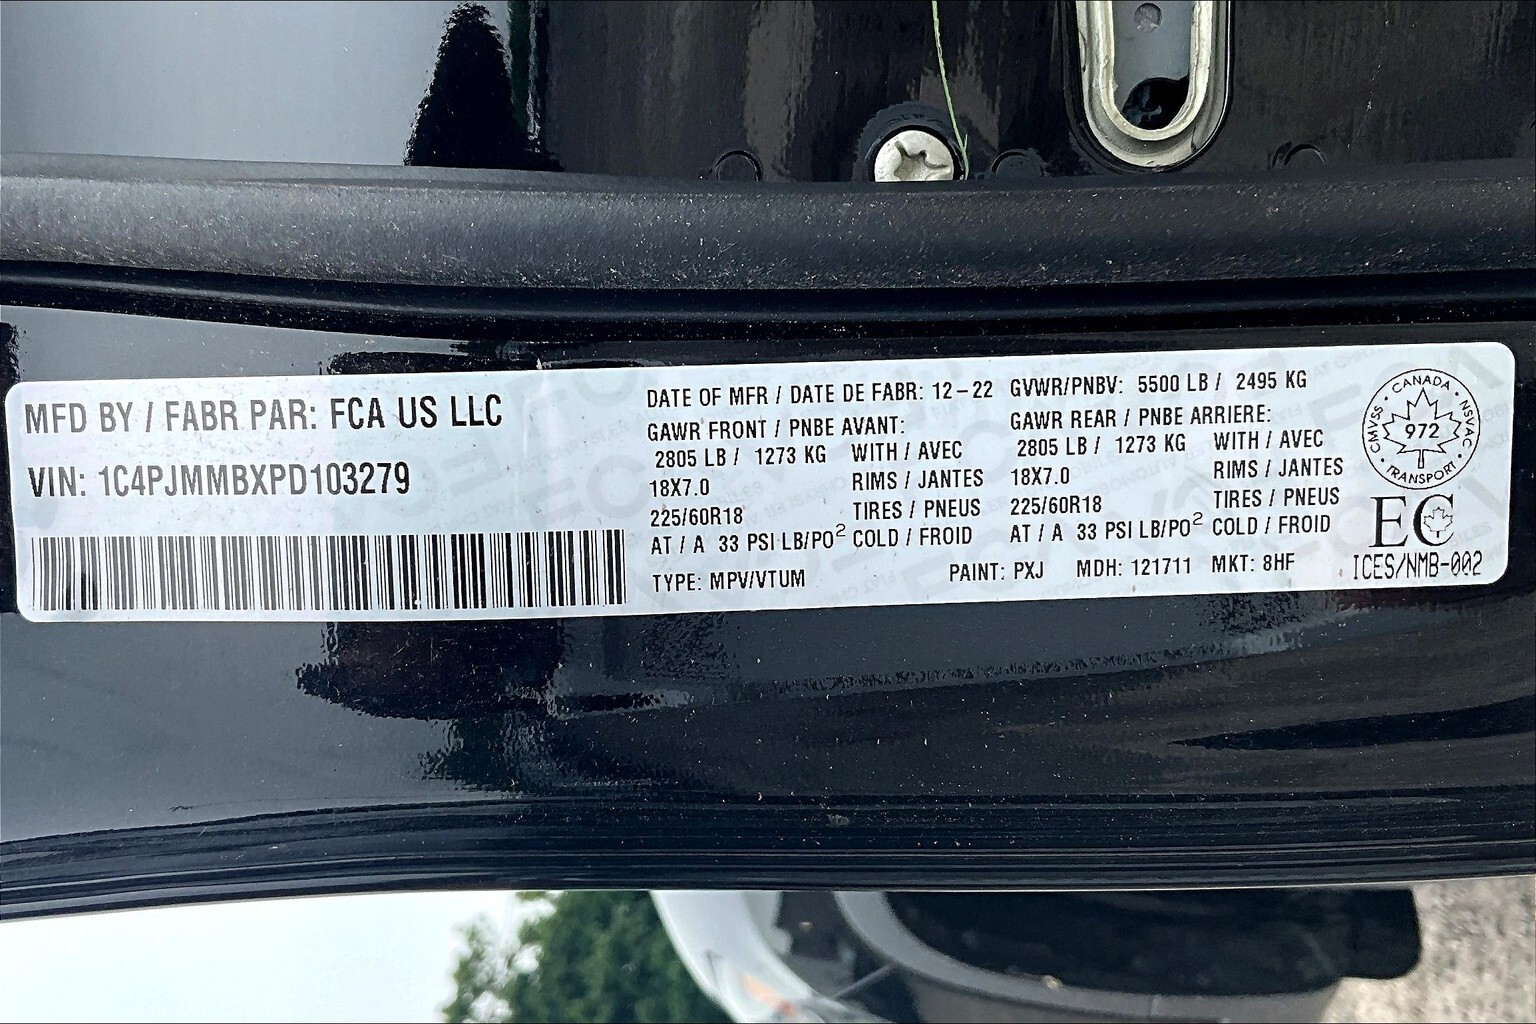 MFD BY / FABR PAR: FCA US LLC
VIN: 1C4PJMMBXPD103279
DATE OF MFR / DATE DE FABR: 12-22 GVWR/PNBV: 5500 LB / 2495 KG
GAWR FRONT / PNBE AVANT: GAWR REAR / PNBE ARRIERE:
2805 LB / 1273 KG WITH / AVEC 2805 LB / 1273 KG WITH / AVEC
18X7.0 RIMS / JANTES 18X7.0 RIMS / JANTES
225/60R18 TIRES / PNEUS 225/60R18 TIRES / PNEUS
AT / A 33 PSI LB/PO² COLD / FROID AT / A 33 PSI LB/PO² COLD / FROID
TYPE: MPV/VTUM PAINT: PXJ MDH: 121711 MKT: 8HF
CANADA
CMVSS · NSVAC
972
TRANSPORT
EC
ICES/NMB-002